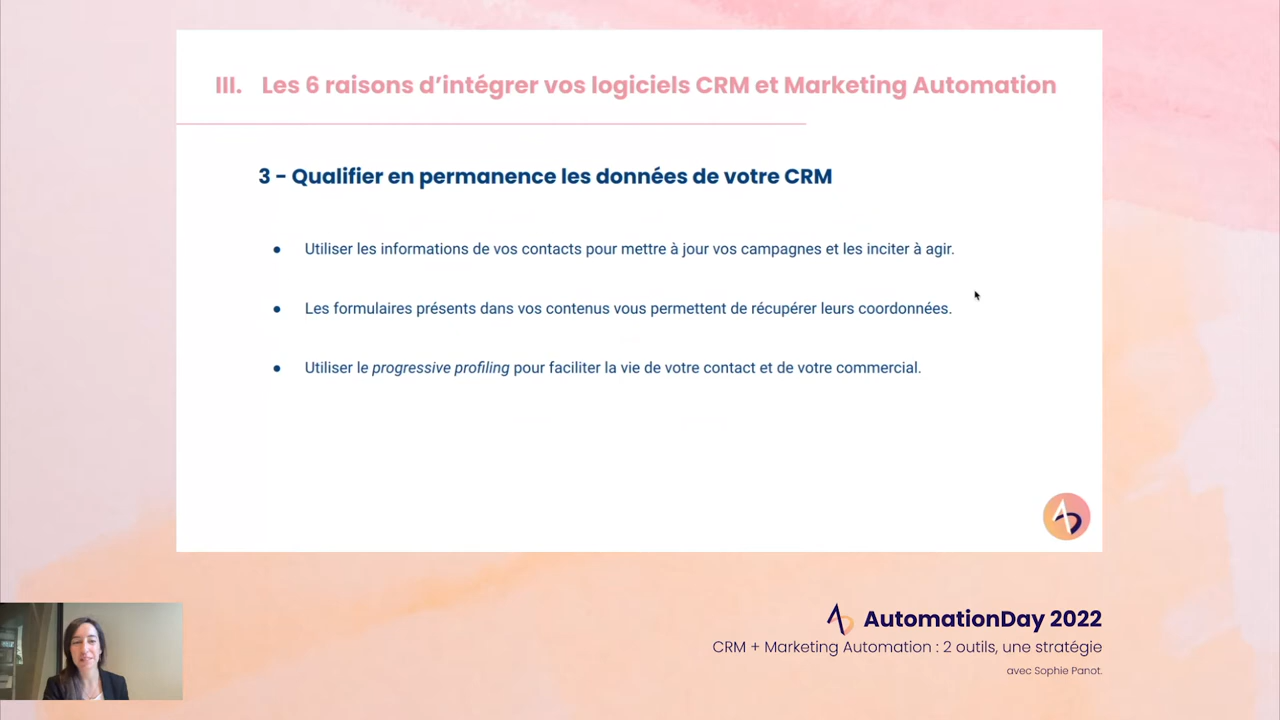 III. Les 6 raisons d’intégrer vos logiciels CRM et Marketing Automation
3 - Qualifier en permanence les données de votre CRM
● Utiliser les informations de vos contacts pour mettre à jour vos campagnes et les inciter à agir.
● Les formulaires présents dans vos contenus vous permettent de récupérer leurs coordonnées.
● Utiliser le progressive profiling pour faciliter la vie de votre contact et de votre commercial.
AutomationDay 2022
CRM + Marketing Automation : 2 outils, une stratégie
avec Sophie Panot.